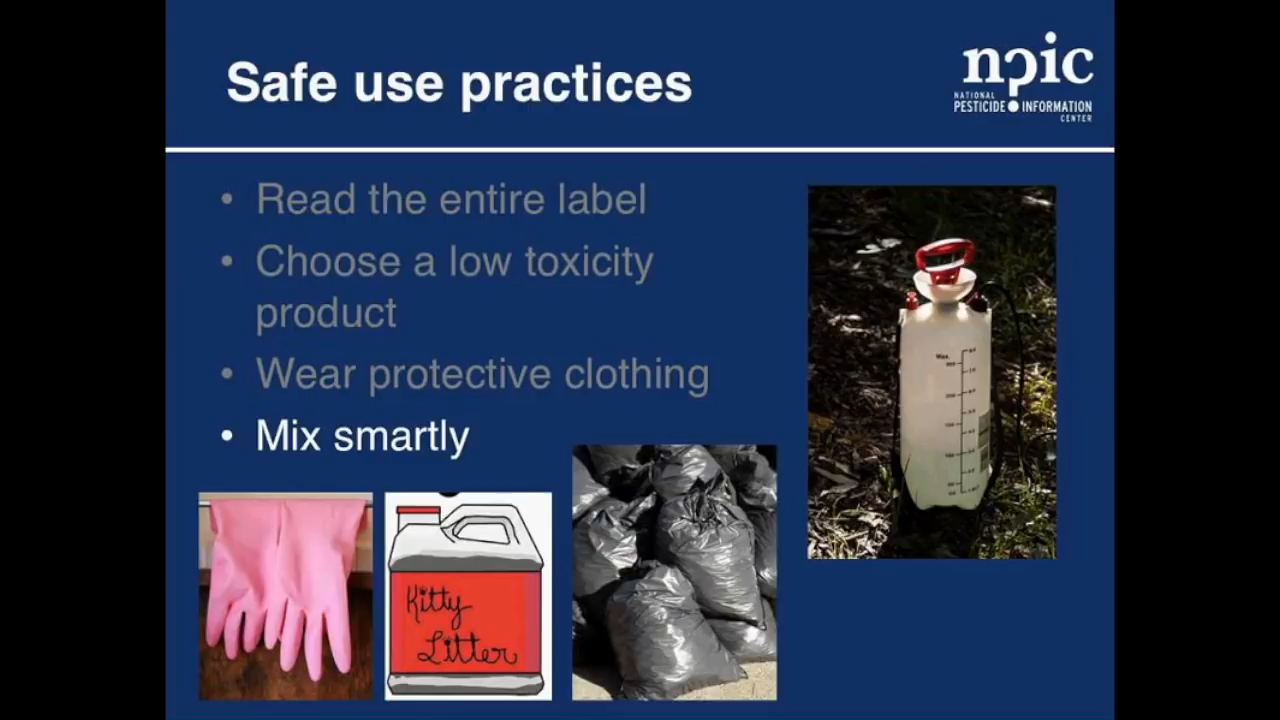 Safe use practices
npic
NATIONAL
PESTICIDE INFORMATION
CENTER
• Read the entire label
• Choose a low toxicity
product
• Wear protective clothing
• Mix smartly
Kitty
Litter
Max.